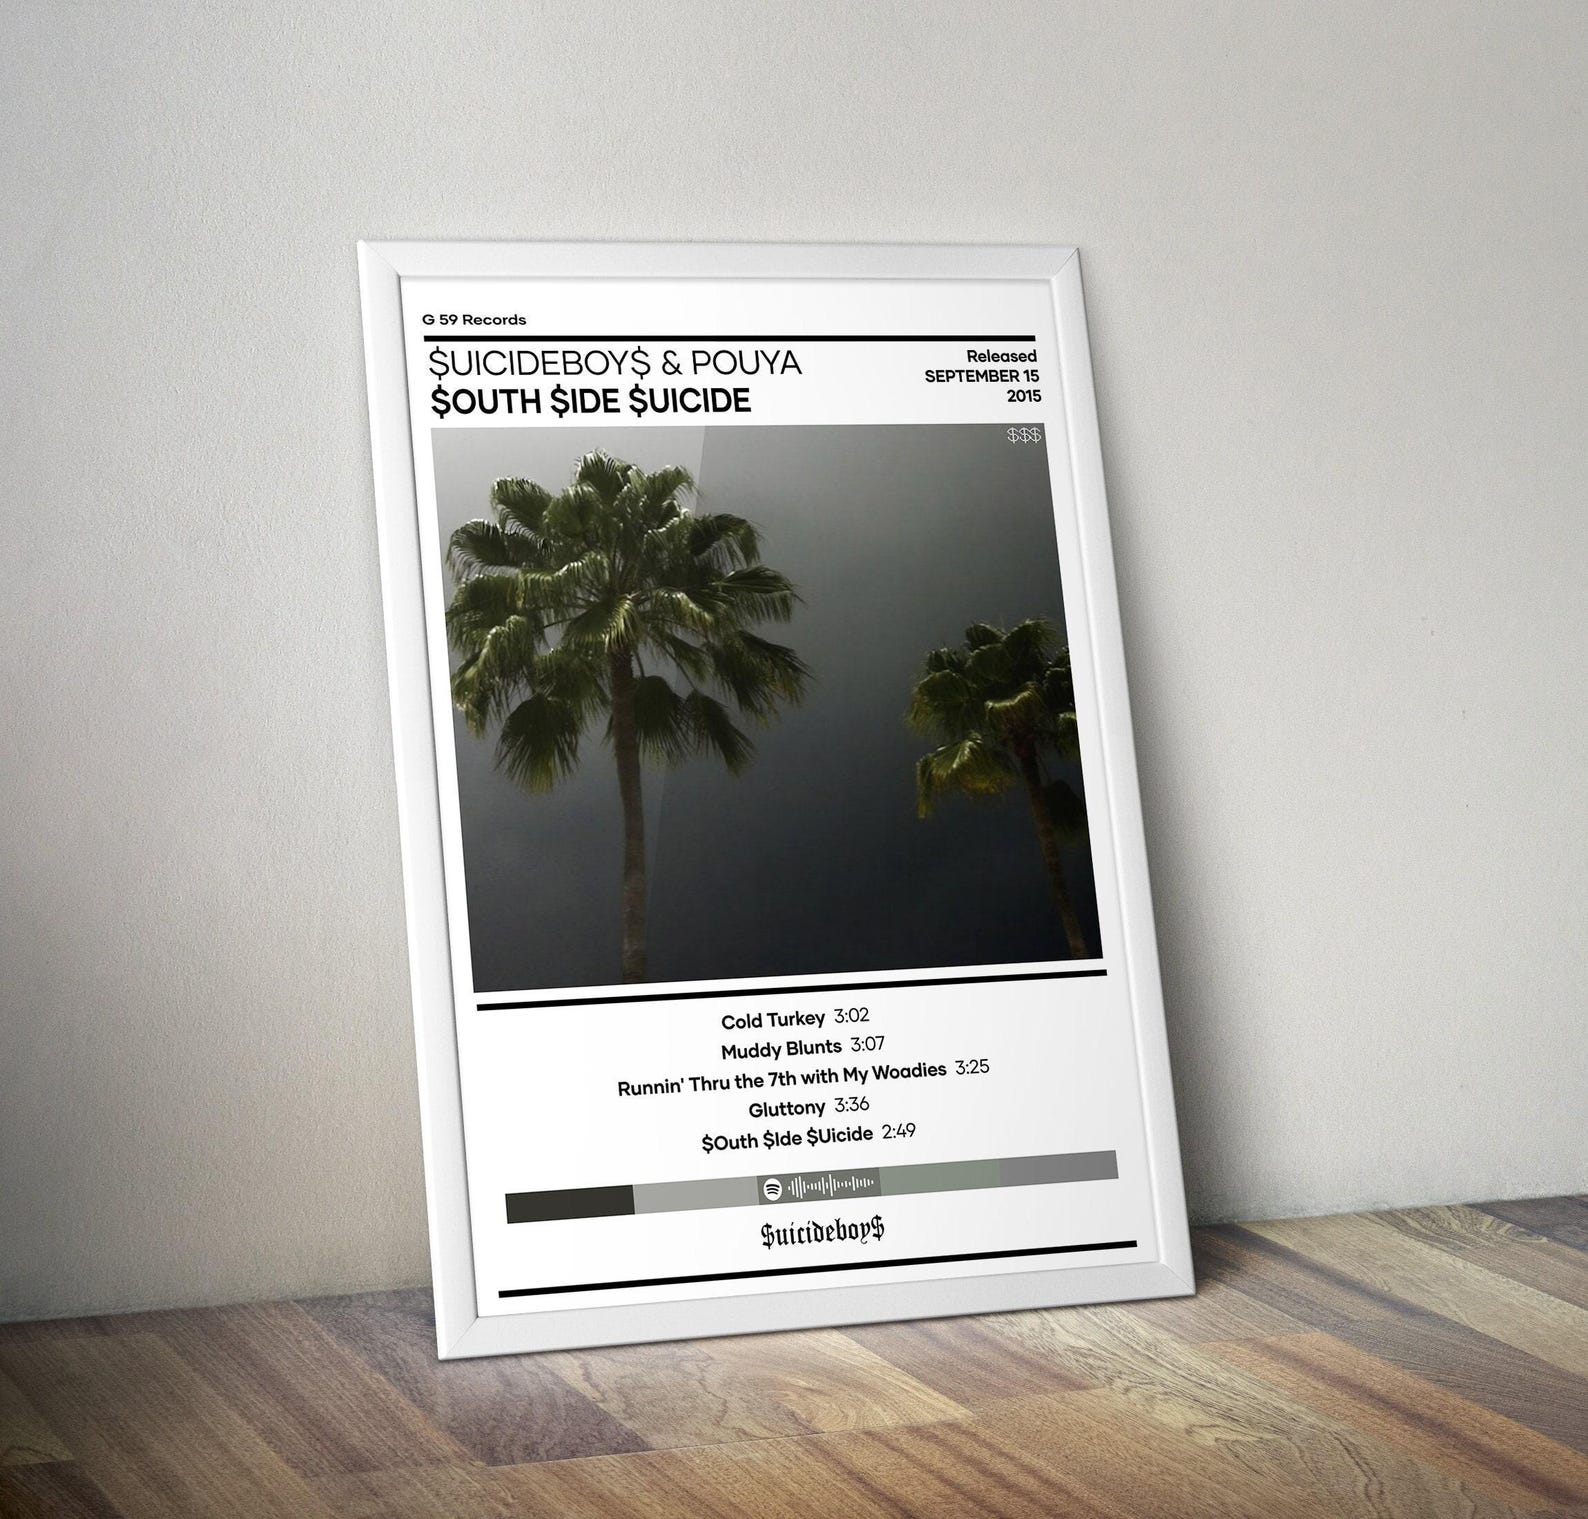 G 59 Records
$UICIDEBOY$ & POUYA
$OUTH $IDE $UICIDE
Released
SEPTEMBER 15
2015
$$$
Cold Turkey 3:02
Muddy Blunts 3:07
Runnin' Thru the 7th with My Woadies 3:25
Gluttony 3:36
$Outh $Ide $Uicide 2:49
$uicideboy$